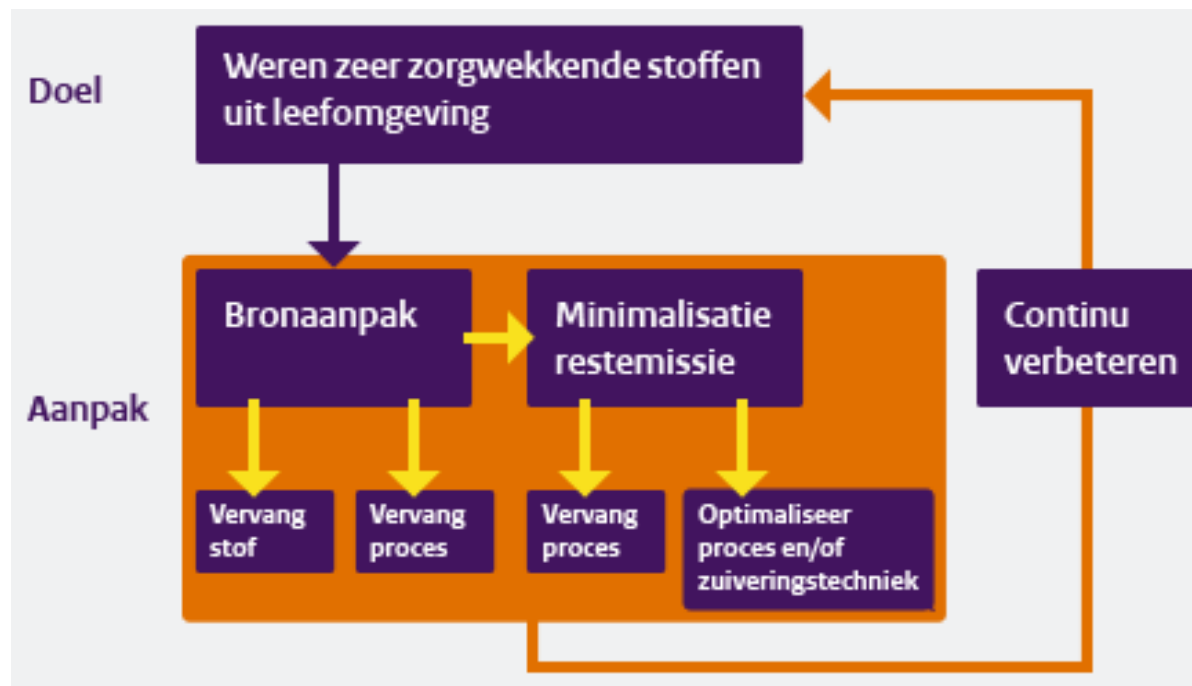 Doel
Weren zeer zorgwekkende stoffen
uit leefomgeving
Aanpak
Bronaanpak
Minimalisatie
restemissie
Continu
verbeteren
Vervang
stof
Vervang
proces
Vervang
proces
Optimaliseer
proces en/of
zuiveringstechniek